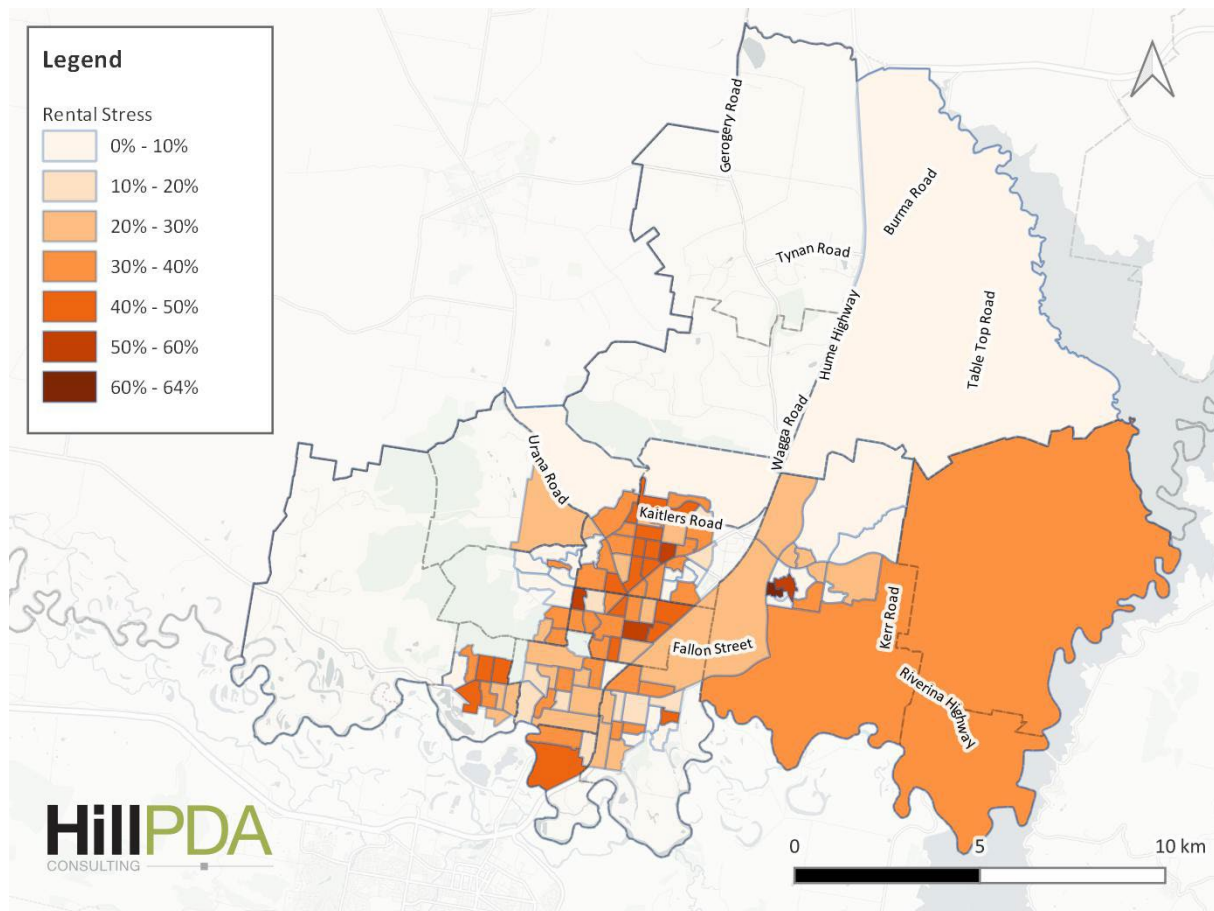 Legend
Rental Stress
0% - 10%
10% - 20%
20% - 30%
30% - 40%
40% - 50%
50% - 60%
60% - 64%
Gerogery Road
Burma Road
Tynan Road
Hume Highway
Table Top Road
Wagga Road
Urana Road
Kaitlers Road
Kerr Road
Fallon Street
Riverina Highway
HillPDA
CONSULTING
0 5 10 km